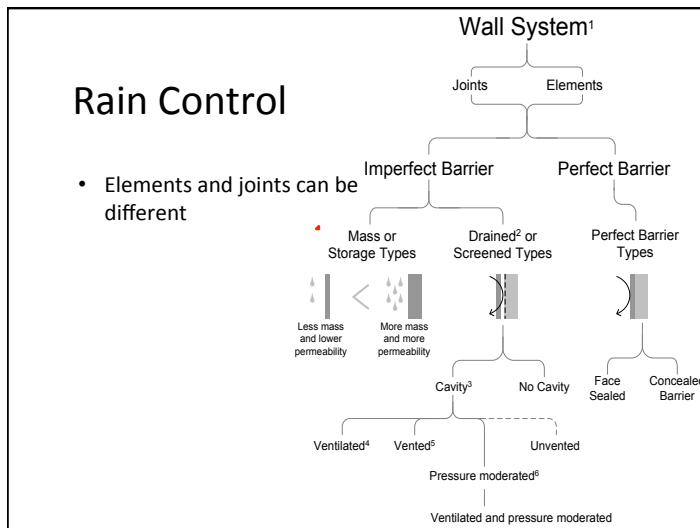 Wall System¹
Joints
Elements
Rain Control
Imperfect Barrier
Perfect Barrier
• Elements and joints can be
different
Mass or
Storage Types
Drained² or
Screened Types
Perfect Barrier
Types
Less mass
and lower
permeability
<
More mass
and more
permeability
Cavity³
No Cavity
Face
Sealed
Concealed
Barrier
Ventilated⁴
Vented⁵
Unvented
Pressure moderated⁶
Ventilated and pressure moderated